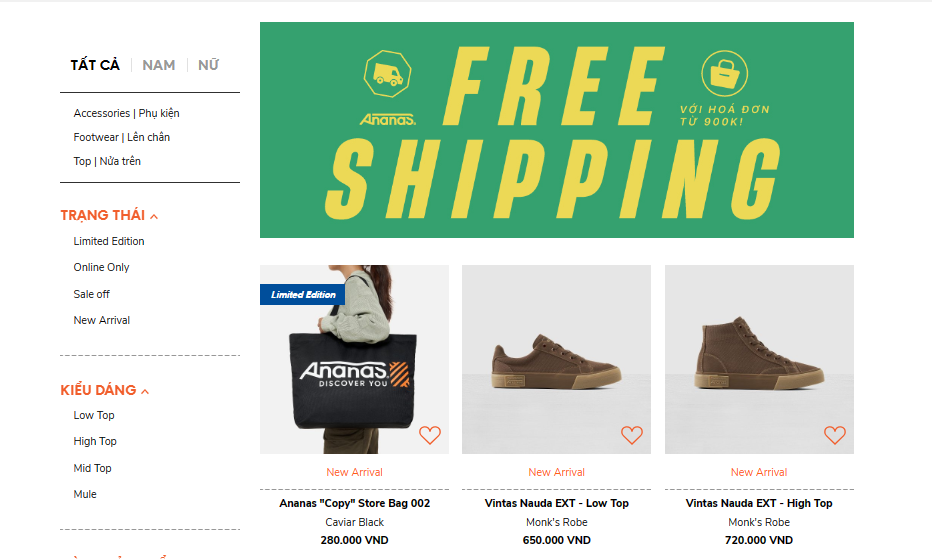 TẤT CẢ
NAM
NỮ
Accessories | Phụ kiện
Footwear | Lên chân
Top | Nửa trên
TRẠNG THÁI
Limited Edition
Online Only
Sale off
New Arrival
KIỂU DÁNG
Low Top
High Top
Mid Top
Mule
FREE
Ananas.
VỚI HOÁ ĐƠN
TỪ 900K!
SHIPPING
Limited Edition
Ananas.
DISCOVER YOU
New Arrival
Ananas "Copy" Store Bag 002
Caviar Black
280.000 VND
New Arrival
Vintas Nauda EXT - Low Top
Monk's Robe
650.000 VND
New Arrival
Vintas Nauda EXT - High Top
Monk's Robe
720.000 VND